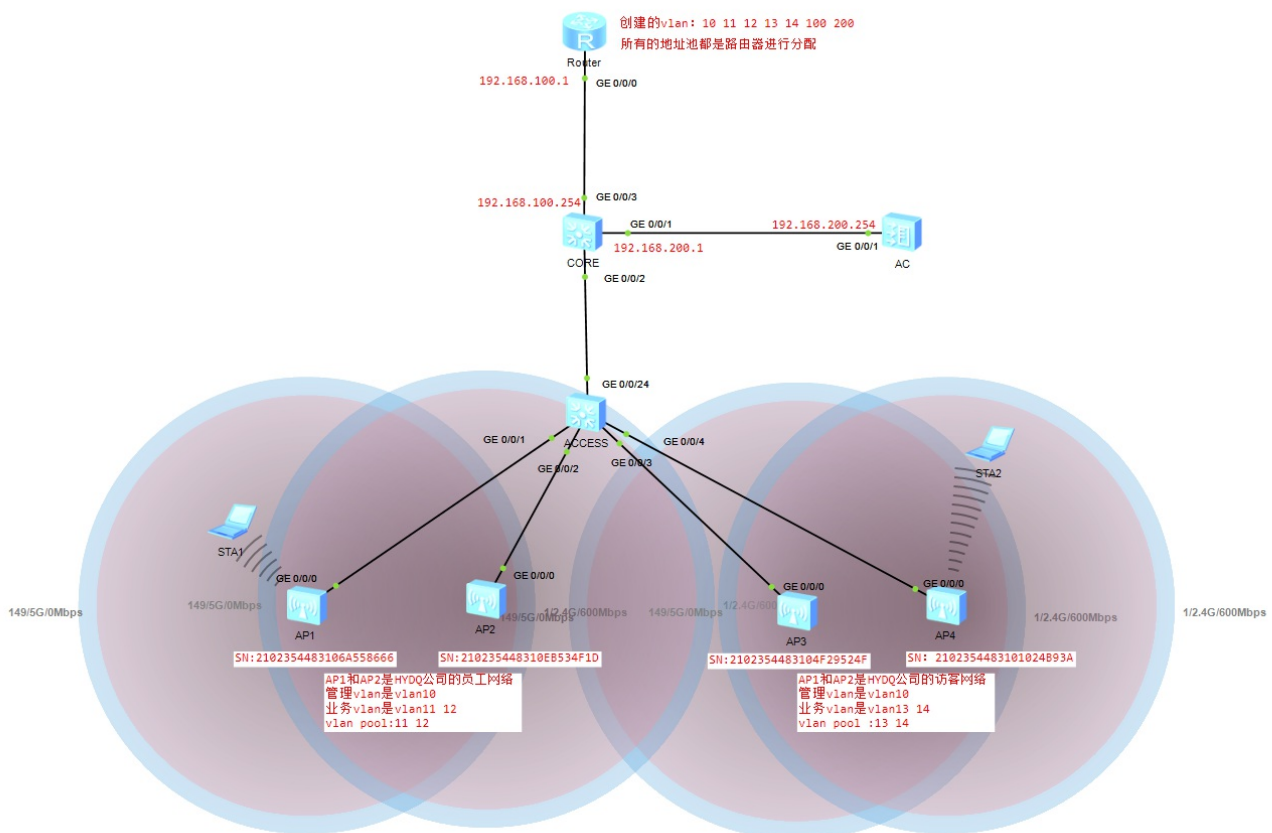 创建的vlan：10 11 12 13 14 100 200
所有的地址池都是路由器进行分配
R
Router
192.168.100.1
GE 0/0/0
GE 0/0/3
192.168.100.254
GE 0/0/1
192.168.200.254
192.168.200.1
GE 0/0/1
CORE
AC
GE 0/0/2
GE 0/0/24
GE 0/0/1
ACCESS
GE 0/0/4
GE 0/0/2
GE 0/0/3
STA1
STA2
GE 0/0/0
GE 0/0/0
GE 0/0/0
GE 0/0/0
149/5G/0Mbps
149/5G/0Mbps
149/5G/0Mbps
1/2.4G/600Mbps
149/5G/0Mbps
1/2.4G/600
1/2.4G/600Mbps
1/2.4G/600Mbps
AP1
AP2
AP3
AP4
SN:2102354483106A558666
SN:210235448310EB534F1D
SN:2102354483104F29524F
SN: 2102354483101024B93A
AP1和AP2是HYDQ公司的员工网络
管理vlan是vlan10
业务vlan是vlan11 12
vlan pool:11 12
AP1和AP2是HYDQ公司的访客网络
管理vlan是vlan10
业务vlan是vlan13 14
vlan pool :13 14